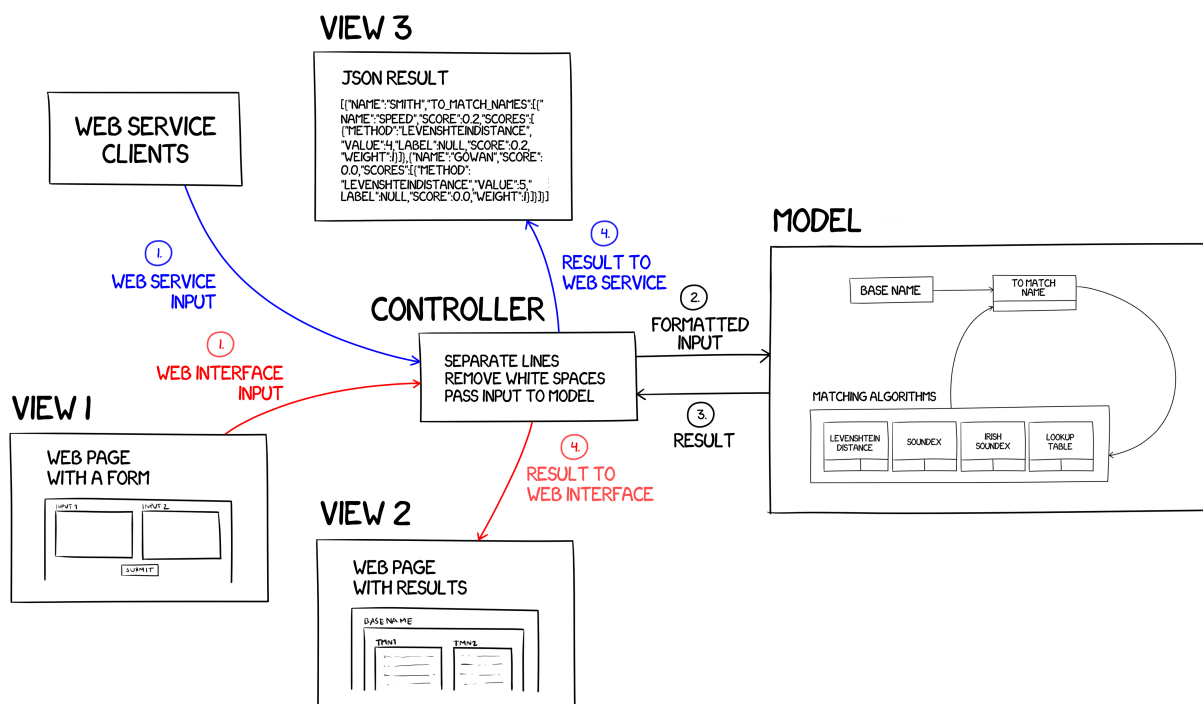 VIEW 3
JSON RESULT
[{"NAME":"SMITH","TO_MATCH_NAMES":[{"
NAME":"SPEED","SCORE":0.2,"SCORES":[
{"METHOD":"LEVENSHTEINDISTANCE",
"VALUE":4,"LABEL":NULL,"SCORE":0.2,
"WEIGHT":1}]},{"NAME":"GOWAN","SCORE":
0.0,"SCORES":[{"METHOD":
"LEVENSHTEINDISTANCE","VALUE":5,"
LABEL":NULL,"SCORE":0.0,"WEIGHT":1}]}]}]
WEB SERVICE
CLIENTS
1.
WEB SERVICE
INPUT
4.
RESULT TO
WEB SERVICE
MODEL
BASE NAME
TO MATCH
NAME
MATCHING ALGORITHMS
LEVENSHTEIN
DISTANCE
SOUNDEX
IRISH
SOUNDEX
LOOKUP
TABLE
CONTROLLER
SEPARATE LINES
REMOVE WHITE SPACES
PASS INPUT TO MODEL
2.
FORMATTED
INPUT
3.
RESULT
1.
WEB INTERFACE
INPUT
VIEW 1
WEB PAGE
WITH A FORM
INPUT 1
INPUT 2
SUBMIT
4.
RESULT TO
WEB INTERFACE
VIEW 2
WEB PAGE
WITH RESULTS
BASE NAME
TMN1
TMN2